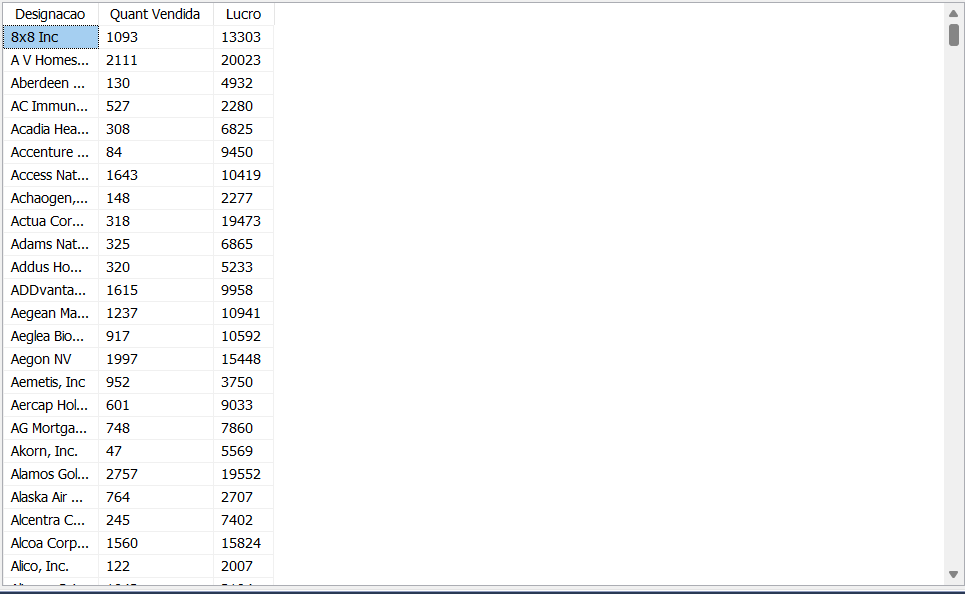 Designacao Quant Vendida Lucro
8x8 Inc 1093 13303
A V Homes... 2111 20023
Aberdeen ... 130 4932
AC Immun... 527 2280
Acadia Hea... 308 6825
Accenture ... 84 9450
Access Nat... 1643 10419
Achaogen,... 148 2277
Actua Cor... 318 19473
Adams Nat... 325 6865
Addus Ho... 320 5233
ADDvanta... 1615 9958
Aegean Ma... 1237 10941
Aeglea Bio... 917 10592
Aegon NV 1997 15448
Aemetis, Inc 952 3750
Aercap Hol... 601 9033
AG Mortga... 748 7860
Akorn, Inc. 47 5569
Alamos Gol... 2757 19552
Alaska Air ... 764 2707
Alcentra C... 245 7402
Alcoa Corp... 1560 15824
Alico, Inc. 122 2007